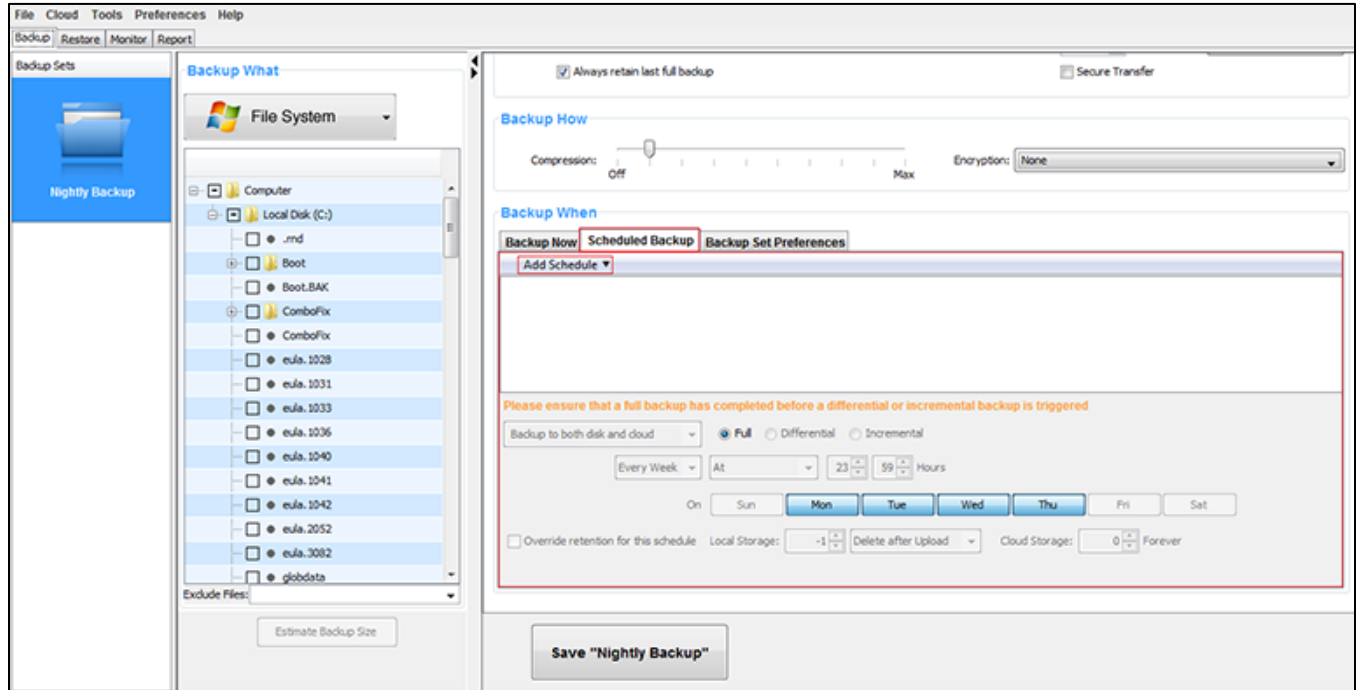 File Cloud Tools Preferences Help
Backup Restore Monitor Report
Backup Sets
Nightly Backup
Backup What
File System
Computer
Local Disk (C:)
.rnd
Boot
Boot.BAK
ComboFix
ComboFix
eula.1028
eula.1031
eula.1033
eula.1036
eula.1040
eula.1041
eula.1042
eula.2052
eula.3082
globdata
Exclude Files:
Estimate Backup Size
Always retain last full backup Secure Transfer
Backup How
Compression: Encryption: None
Off Max
Backup When
Backup Now Scheduled Backup Backup Set Preferences
Add Schedule ▼
Please ensure that a full backup has completed before a differential or incremental backup is triggered
Backup to both disk and cloud Full Differential Incremental
Every Week At 23 59 Hours
On Sun Mon Tue Wed Thu Fri Sat
Override retention for this schedule Local Storage: -1 Delete after Upload Cloud Storage: 0 Forever
Save "Nightly Backup"